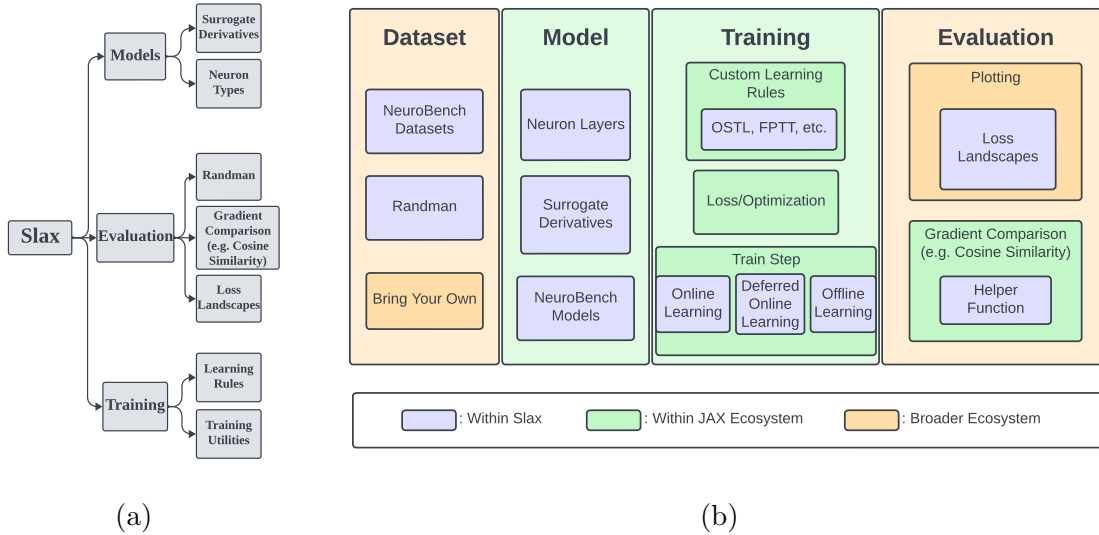 Slax
Models
Surrogate
Derivatives
Neuron
Types
Evaluation
Randman
Gradient
Comparison
(e.g. Cosine
Similarity)
Loss
Landscapes
Training
Learning
Rules
Training
Utilities
(a)
Dataset
NeuroBench
Datasets
Randman
Bring Your Own
Model
Neuron Layers
Surrogate
Derivatives
NeuroBench
Models
Training
Custom Learning
Rules
OSTL, FPTT, etc.
Loss/Optimization
Train Step
Online
Learning
Deferred
Online
Learning
Offline
Learning
Evaluation
Plotting
Loss
Landscapes
Gradient Comparison
(e.g. Cosine Similarity)
Helper
Function
: Within Slax
: Within JAX Ecosystem
: Broader Ecosystem
(b)